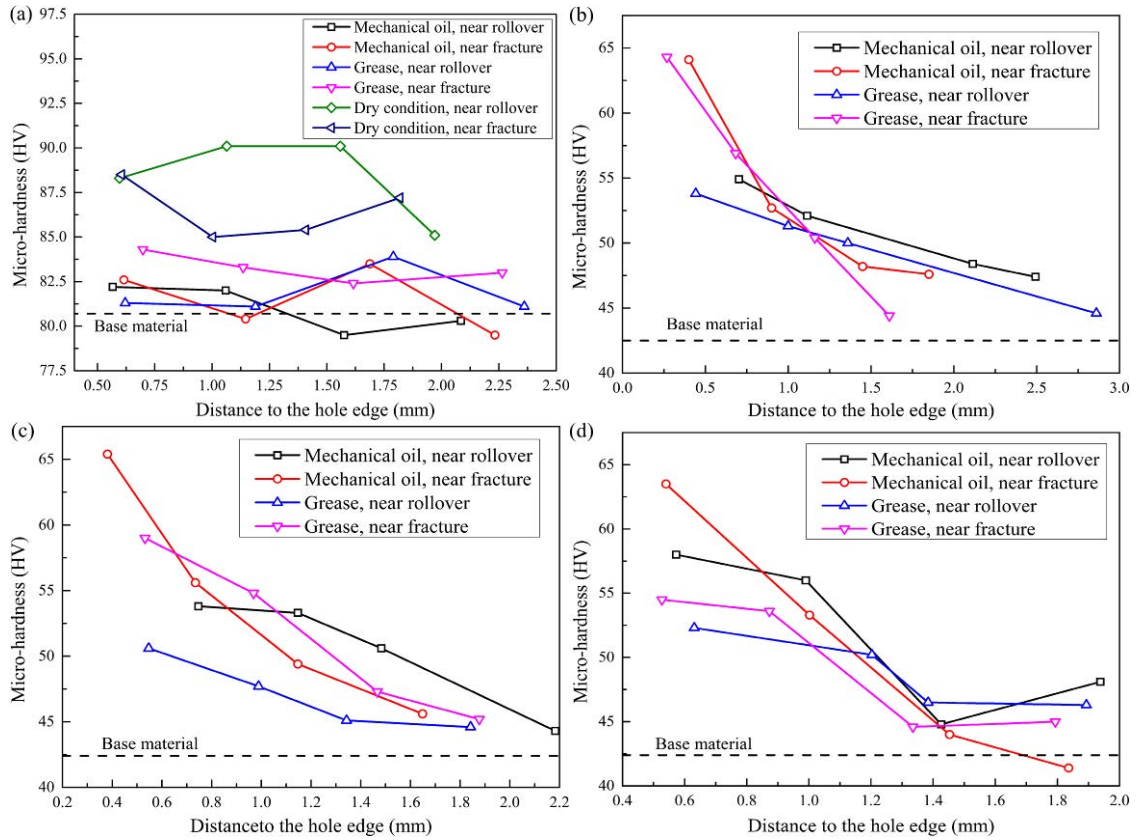 (a)
97.5
95.0
92.5
90.0
87.5
85.0
82.5
80.0
77.5
Micro-hardness (HV)
Mechanical oil, near rollover
Mechanical oil, near fracture
Grease, near rollover
Grease, near fracture
Dry condition, near rollover
Dry condition, near fracture
Base material
0.50 0.75 1.00 1.25 1.50 1.75 2.00 2.25 2.50
Distance to the hole edge (mm)
(b)
65
60
55
50
45
40
Micro-hardness (HV)
Mechanical oil, near rollover
Mechanical oil, near fracture
Grease, near rollover
Grease, near fracture
Base material
0.0 0.5 1.0 1.5 2.0 2.5 3.0
Distance to the hole edge (mm)
(c)
65
60
55
50
45
40
Micro-hardness (HV)
Mechanical oil, near rollover
Mechanical oil, near fracture
Grease, near rollover
Grease, near fracture
Base material
0.2 0.4 0.6 0.8 1.0 1.2 1.4 1.6 1.8 2.0 2.2
Distanceto the hole edge (mm)
(d)
65
60
55
50
45
40
Micro-hardness (HV)
Mechanical oil, near rollover
Mechanical oil, near fracture
Grease, near rollover
Grease, near fracture
Base material
0.4 0.6 0.8 1.0 1.2 1.4 1.6 1.8 2.0
Distance to the hole edge (mm)